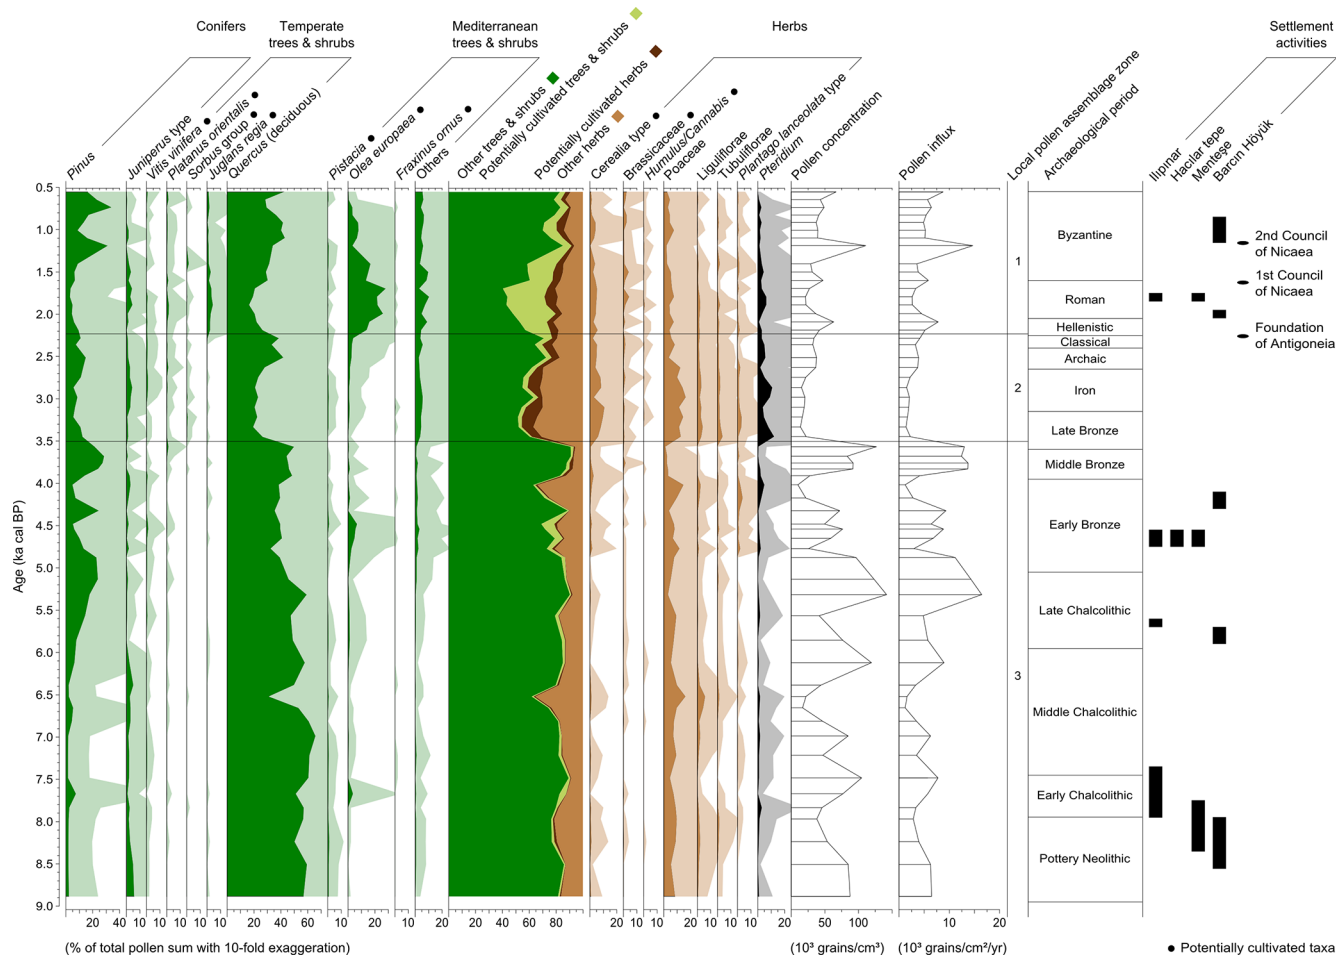 Conifers
Temperate
trees & shrubs
Mediterranean
trees & shrubs
Herbs
Settlement
activities
Pinus
Juniperus type
Vitis vinifera ●
Platanus orientalis ●
Sorbus group ●
Juglans regia ●
Quercus (deciduous)
Pistacia ●
Olea europaea ●
Fraxinus ornus ●
Others
Other trees & shrubs
Potentially cultivated trees & shrubs
Potentially cultivated herbs
Other herbs
Cerealia type ●
Brassicaceae ●
Humulus/Cannabis ●
Poaceae
Liguliflorae
Tubuliflorae
Plantago lanceolata type
Pteridium
Pollen concentration
Pollen influx
Local pollen assemblage zone
Archaeological period
Ilıpınar
Hacılar tepe
Menteşe
Barcın Höyük
Age (ka cal BP)
0.5
1.0
1.5
2.0
2.5
3.0
3.5
4.0
4.5
5.0
5.5
6.0
6.5
7.0
7.5
8.0
8.5
9.0
1
2
3
Byzantine
Roman
Hellenistic
Classical
Archaic
Iron
Late Bronze
Middle Bronze
Early Bronze
Late Chalcolithic
Middle Chalcolithic
Early Chalcolithic
Pottery Neolithic
2nd Council
of Nicaea
1st Council
of Nicaea
Foundation
of Antigoneia
20 40 10 10 10 10 10 20 40 60 10 20 10 20 20 40 60 80 10 20 10 10 20 10 10 10 20 50 100 10 20
(% of total pollen sum with 10-fold exaggeration)
(10³ grains/cm³)
(10³ grains/cm²/yr)
● Potentially cultivated taxa